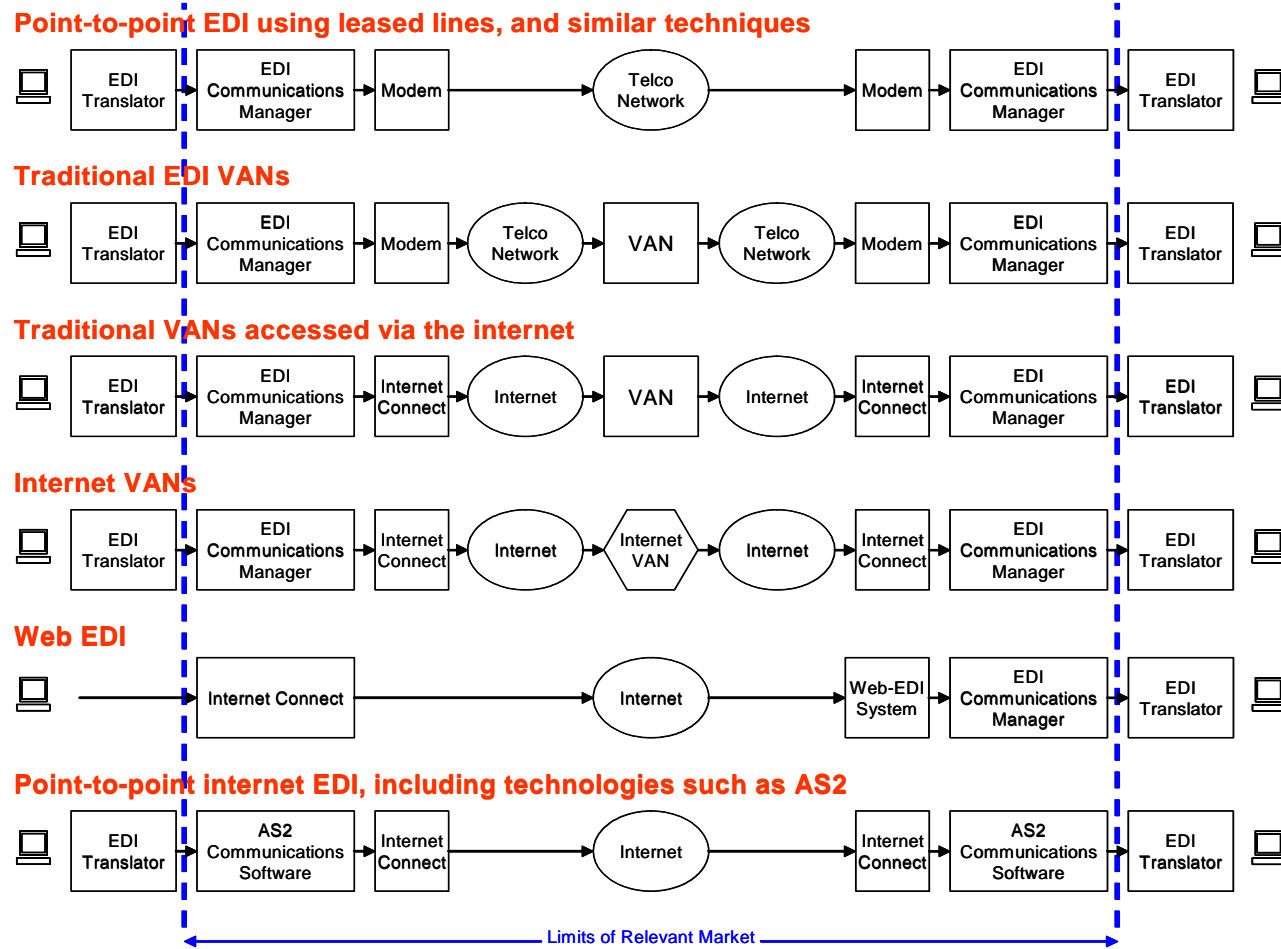 Point-to-point EDI using leased lines, and similar techniques
EDI
Translator
EDI
Communications
Manager
Modem
Telco
Network
Modem
EDI
Communications
Manager
EDI
Translator
Traditional EDI VANs
EDI
Translator
EDI
Communications
Manager
Modem
Telco
Network
VAN
Telco
Network
Modem
EDI
Communications
Manager
EDI
Translator
Traditional VANs accessed via the internet
EDI
Translator
EDI
Communications
Manager
Internet
Connect
Internet
VAN
Internet
Internet
Connect
EDI
Communications
Manager
EDI
Translator
Internet VANs
EDI
Translator
EDI
Communications
Manager
Internet
Connect
Internet
Internet
VAN
Internet
Internet
Connect
EDI
Communications
Manager
EDI
Translator
Web EDI
Internet Connect
Internet
Web-EDI
System
EDI
Communications
Manager
EDI
Translator
Point-to-point internet EDI, including technologies such as AS2
EDI
Translator
AS2
Communications
Software
Internet
Connect
Internet
Internet
Connect
AS2
Communications
Software
EDI
Translator
Limits of Relevant Market